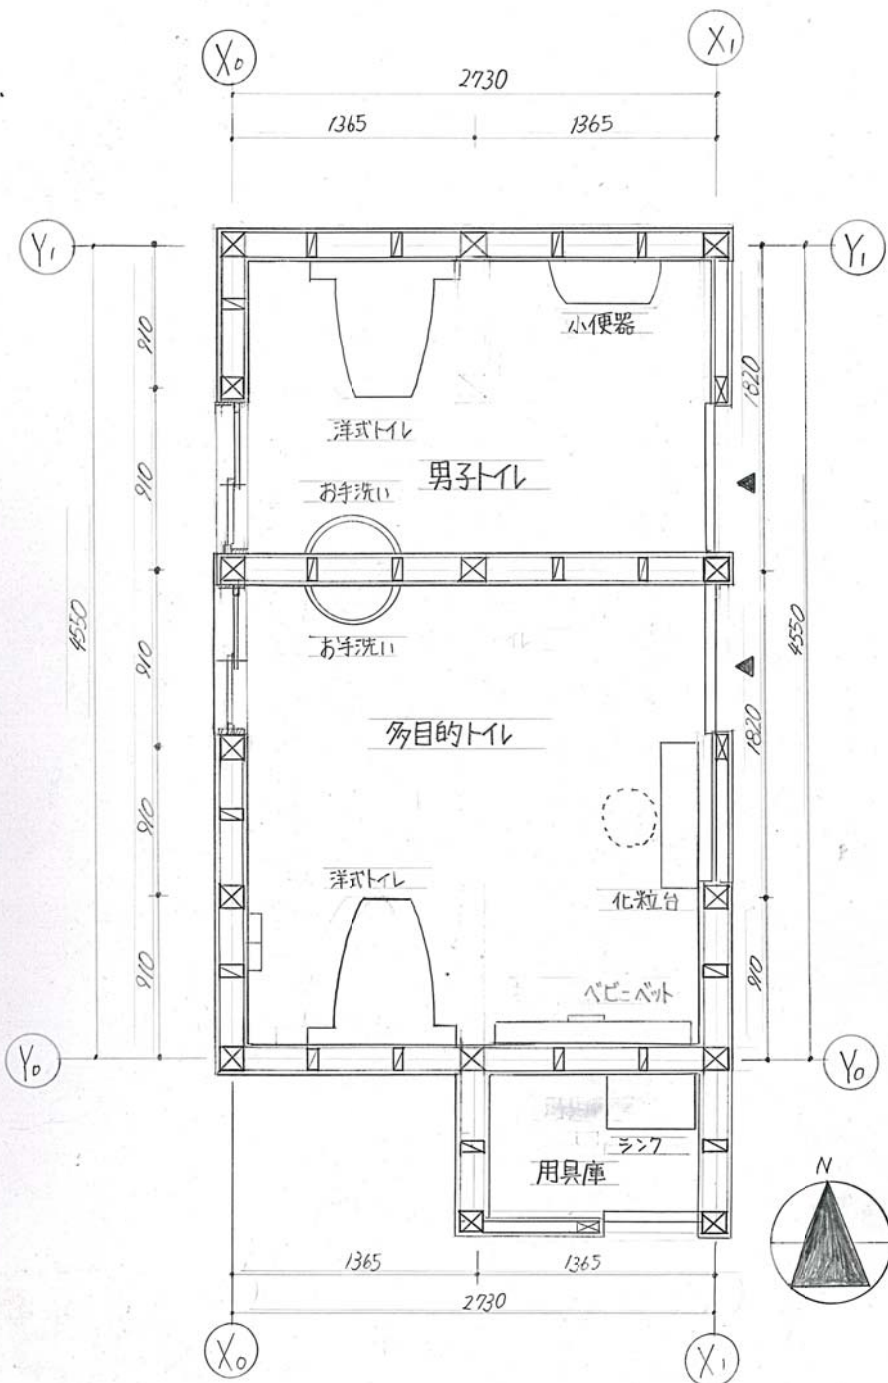 X₀
X₁
2730
1365
1365
Y₁
Y₁
910
1820
小便器
洋式トイレ
男子トイレ
お手洗い
910
4550
4550
910
お手洗い
多目的トイレ
1820
910
洋式トイレ
化粧台
910
910
ベビーベット
Y₀
Y₀
シンク
用具庫
N
1365
1365
2730
X₀
X₁